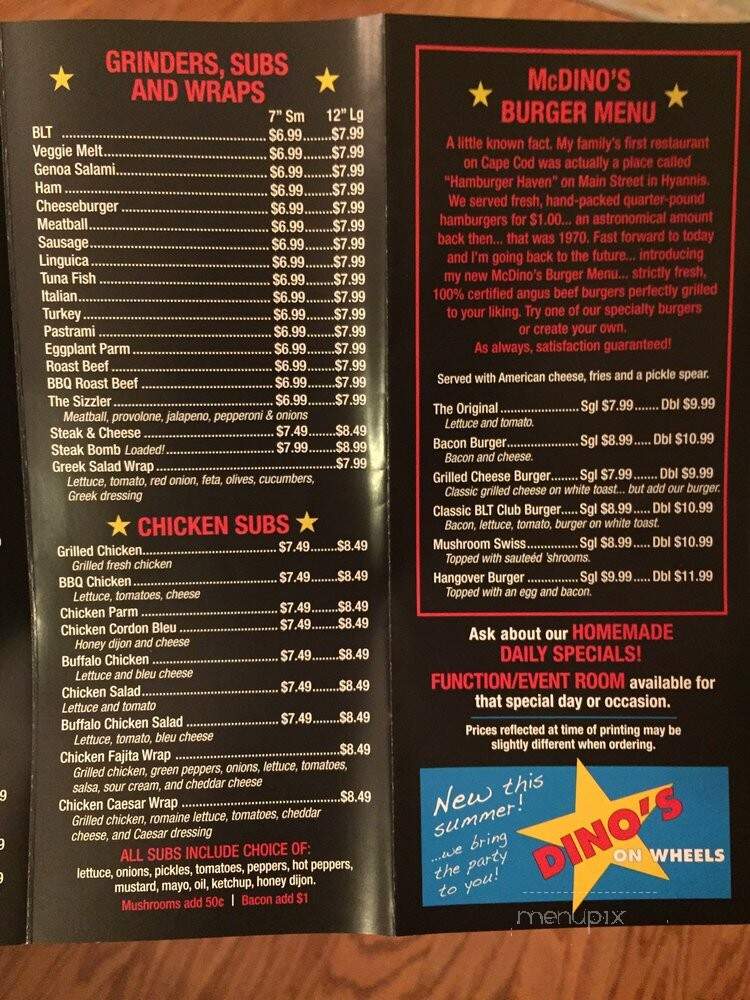 GRINDERS, SUBS
AND WRAPS
7" Sm 12" Lg
BLT $6.99 $7.99
Veggie Melt $6.99 $7.99
Genoa Salami $6.99 $7.99
Ham $6.99 $7.99
Cheeseburger $6.99 $7.99
Meatball $6.99 $7.99
Sausage $6.99 $7.99
Linguica $6.99 $7.99
Tuna Fish $6.99 $7.99
Italian $6.99 $7.99
Turkey $6.99 $7.99
Pastrami $6.99 $7.99
Eggplant Parm $6.99 $7.99
Roast Beef $6.99 $7.99
BBQ Roast Beef $6.99 $7.99
The Sizzler $6.99 $7.99
Meatball, provolone, jalapeno, pepperoni & onions
Steak & Cheese $7.49 $8.49
Steak Bomb Loaded! $7.99 $8.99
Greek Salad Wrap $7.99
Lettuce, tomato, red onion, feta, olives, cucumbers,
Greek dressing
CHICKEN SUBS
Grilled Chicken $7.49 $8.49
Grilled fresh chicken
BBQ Chicken $7.49 $8.49
Lettuce, tomatoes, cheese
Chicken Parm $7.49 $8.49
Chicken Cordon Bleu $7.49 $8.49
Honey dijon and cheese
Buffalo Chicken $7.49 $8.49
Lettuce and bleu cheese
Chicken Salad $7.49 $8.49
Lettuce and tomato
Buffalo Chicken Salad $7.49 $8.49
Lettuce, tomato, bleu cheese
Chicken Fajita Wrap $8.49
Grilled chicken, green peppers, onions, lettuce, tomatoes,
salsa, sour cream, and cheddar cheese
Chicken Caesar Wrap $8.49
Grilled chicken, romaine lettuce, tomatoes, cheddar
cheese, and Caesar dressing
ALL SUBS INCLUDE CHOICE OF:
lettuce, onions, pickles, tomatoes, peppers, hot peppers,
mustard, mayo, oil, ketchup, honey dijon.
Mushrooms add 50¢ | Bacon add $1
McDINO'S
BURGER MENU
A little known fact. My family's first restaurant
on Cape Cod was actually a place called
"Hamburger Haven" on Main Street in Hyannis.
We served fresh, hand-packed quarter-pound
hamburgers for $1.00... an astronomical amount
back then... that was 1970. Fast forward to today
and I'm going back to the future... introducing
my new McDino's Burger Menu... strictly fresh,
100% certified angus beef burgers perfectly grilled
to your liking. Try one of our specialty burgers
or create your own.
As always, satisfaction guaranteed!
Served with American cheese, fries and a pickle spear.
The Original Sgl $7.99 Dbl $9.99
Lettuce and tomato.
Bacon Burger Sgl $8.99 Dbl $10.99
Bacon and cheese.
Grilled Cheese Burger Sgl $7.99 Dbl $9.99
Classic grilled cheese on white toast... but add our burger.
Classic BLT Club Burger Sgl $8.99 Dbl $10.99
Bacon, lettuce, tomato, burger on white toast.
Mushroom Swiss Sgl $8.99 Dbl $10.99
Topped with sauteéd 'shrooms.
Hangover Burger Sgl $9.99 Dbl $11.99
Topped with an egg and bacon.
Ask about our HOMEMADE
DAILY SPECIALS!
FUNCTION/EVENT ROOM available for
that special day or occasion.
Prices reflected at time of printing may be
slightly different when ordering.
New this
summer!
...we bring
the party
to you!
DINO'S
ON WHEELS
menupix